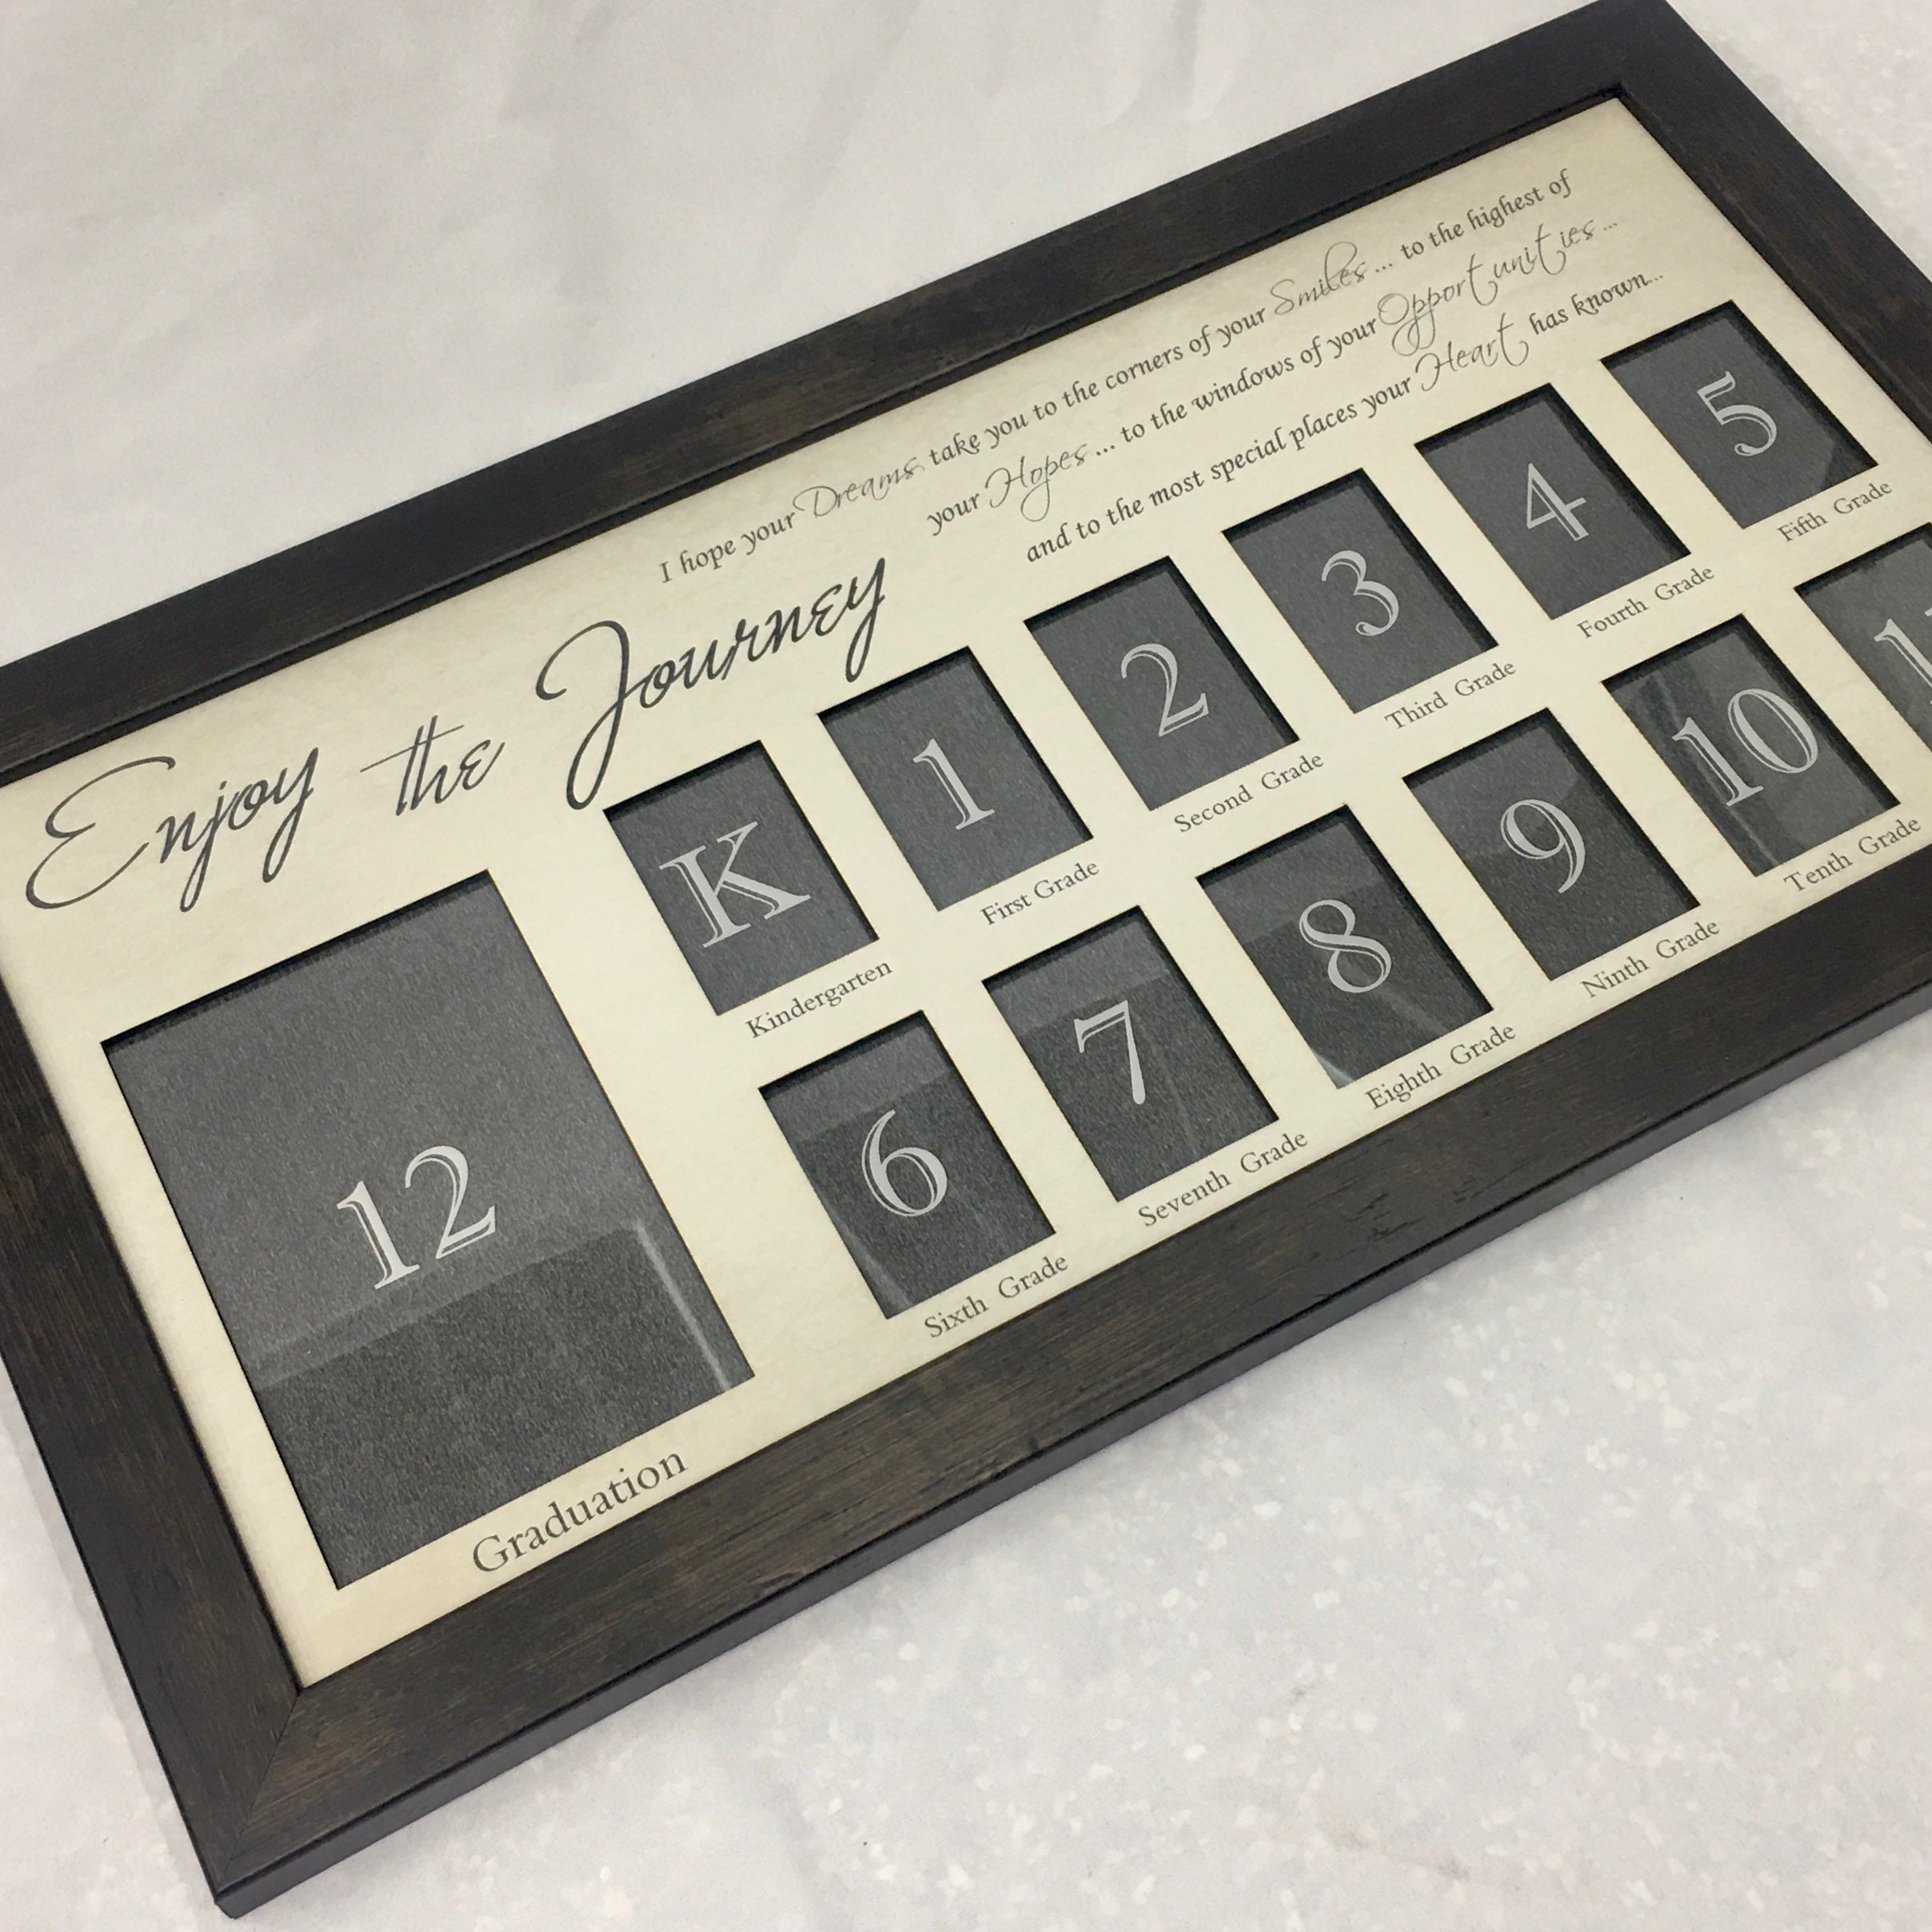 I hope your Dreams take you to the corners of your Smiles... to the highest of
your Hopes... to the windows of your Opportunities...
and to the most special places your Heart has known...
Enjoy the Journey
K 1 2 3 4 5
Kindergarten First Grade Second Grade Third Grade Fourth Grade Fifth Grade
12
Graduation
6 7 8 9 10
Sixth Grade Seventh Grade Eighth Grade Ninth Grade Tenth Grade